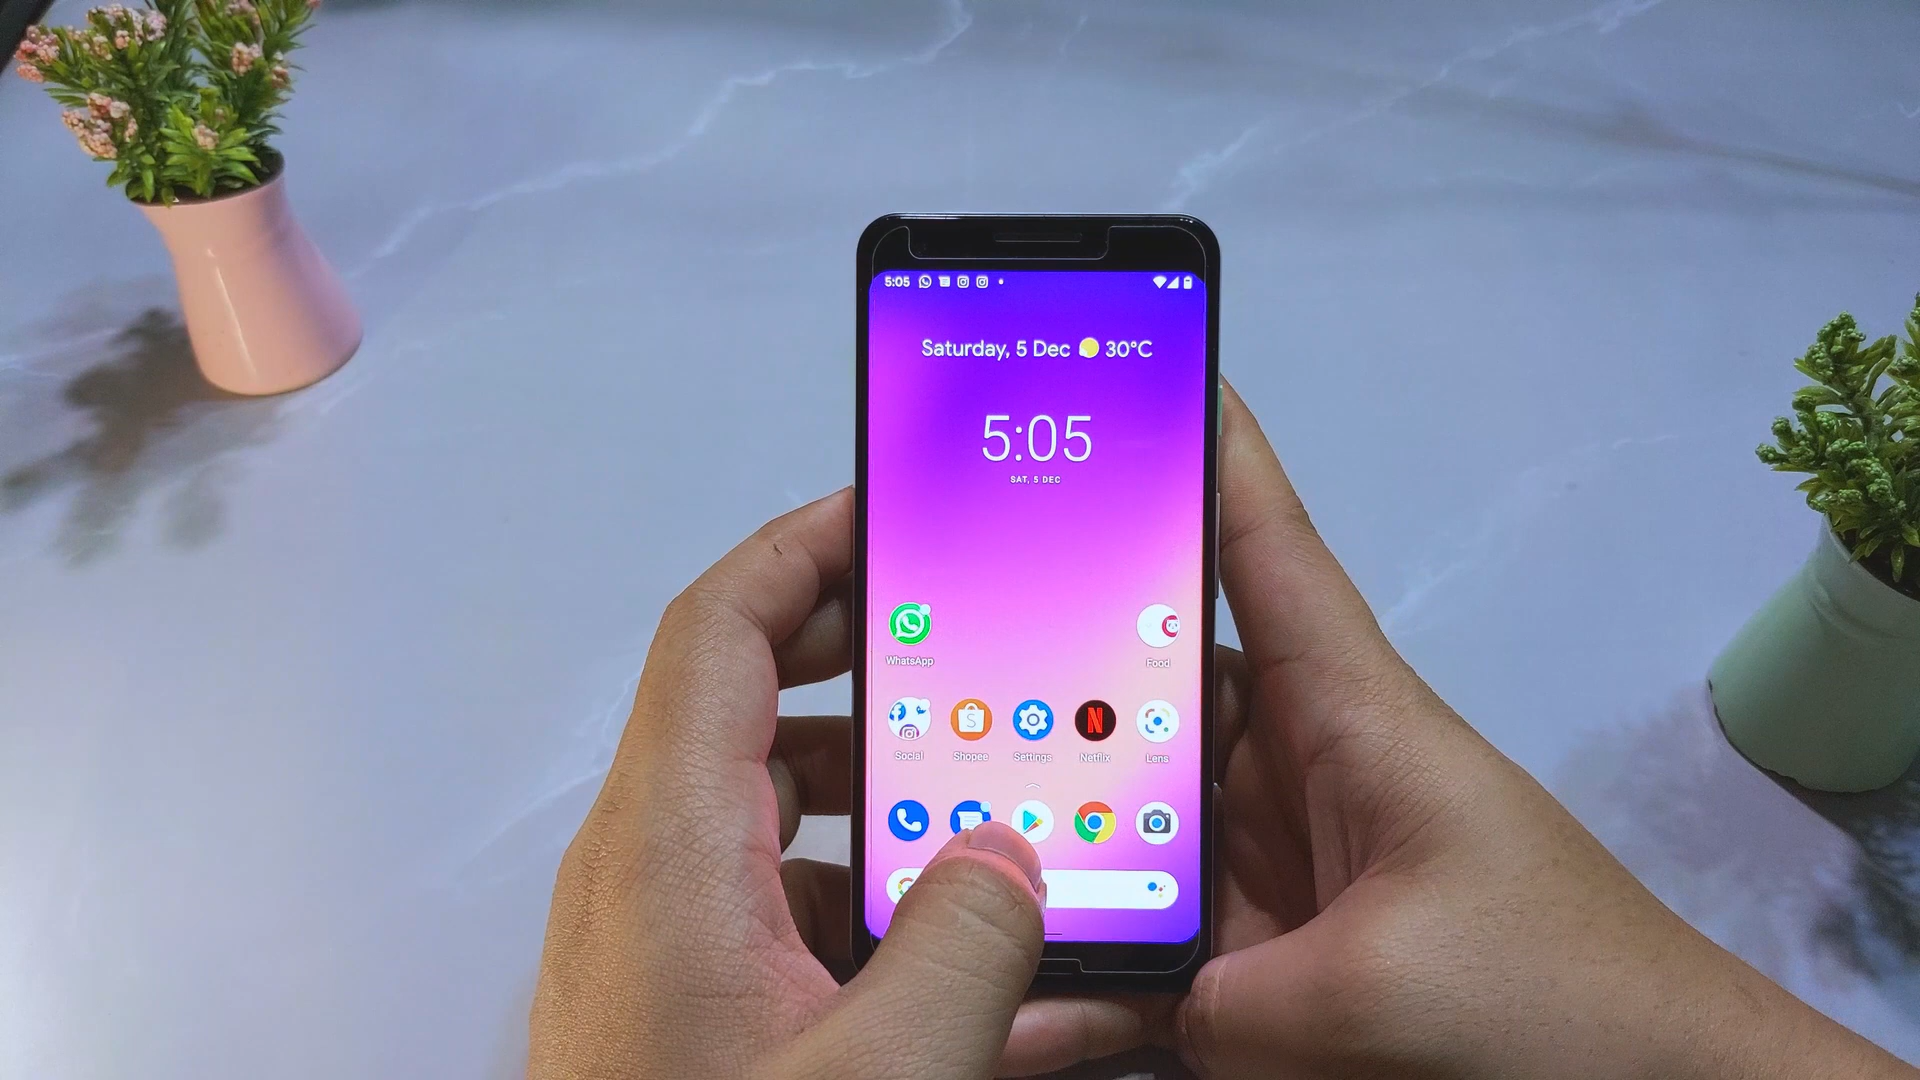 5:05
Saturday, 5 Dec 30°C
5:05
SAT, 5 DEC
WhatsApp
Food
Social
Shopee
Settings
Netflix
Lens